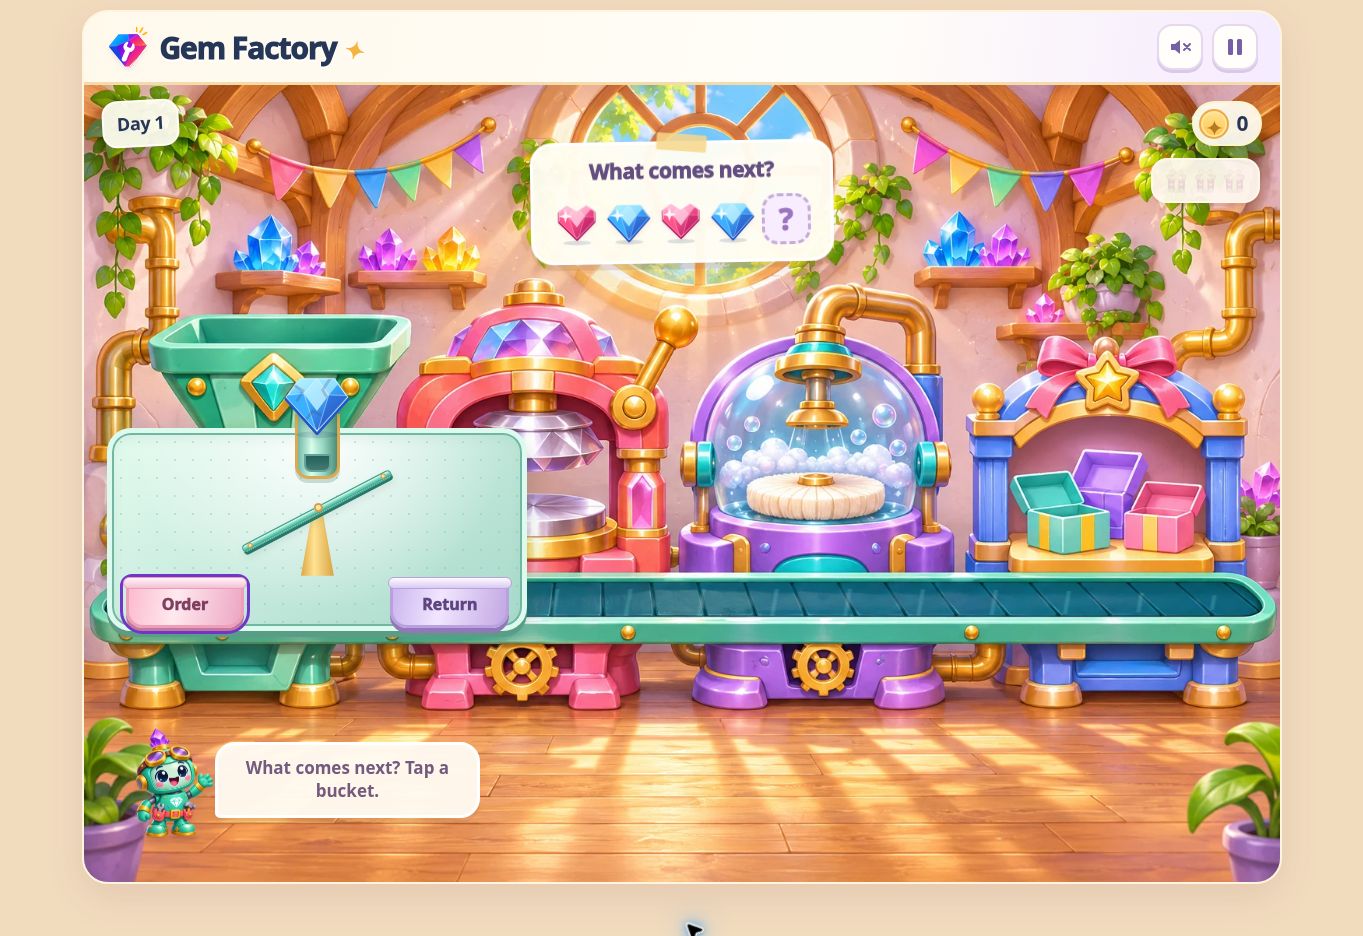 Gem Factory
Day 1
0
What comes next?
?
Order
Return
What comes next? Tap a
bucket.